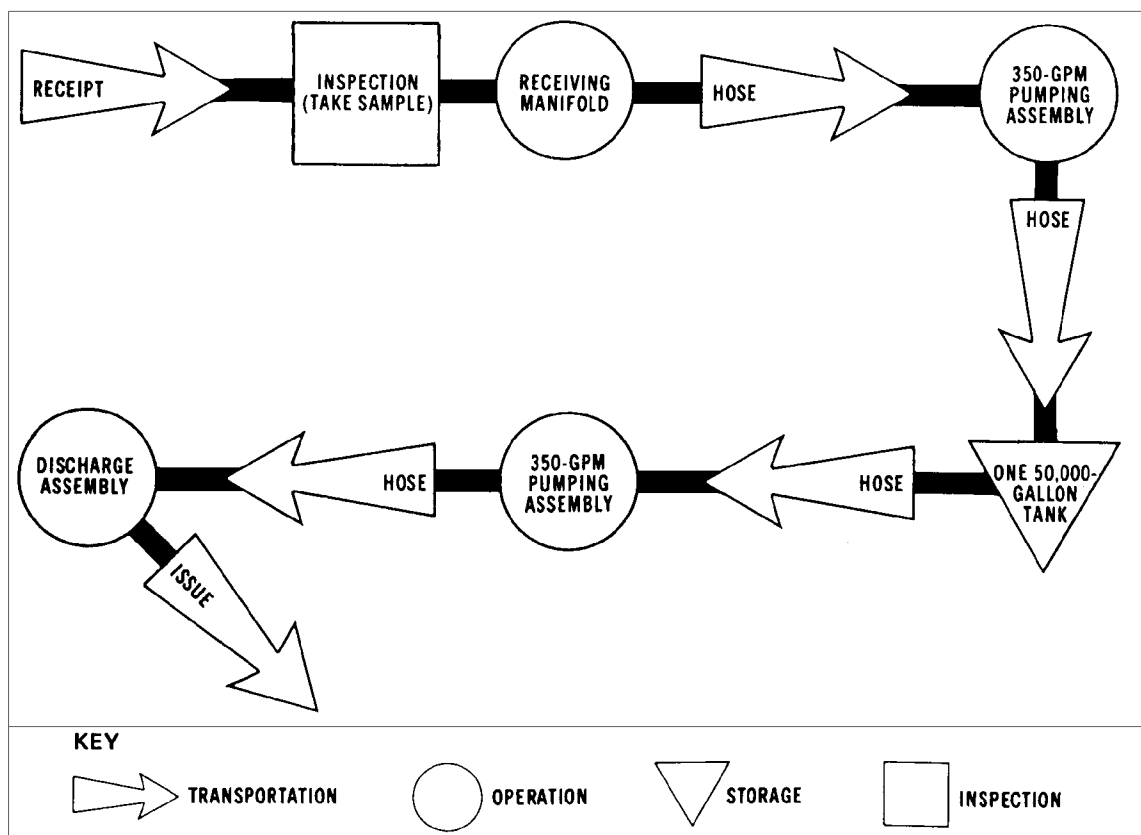 RECEIPT
INSPECTION
(TAKE SAMPLE)
RECEIVING
MANIFOLD
HOSE
350-GPM
PUMPING
ASSEMBLY
HOSE
ONE 50,000-
GALLON
TANK
HOSE
350-GPM
PUMPING
ASSEMBLY
HOSE
DISCHARGE
ASSEMBLY
ISSUE
KEY
TRANSPORTATION
OPERATION
STORAGE
INSPECTION